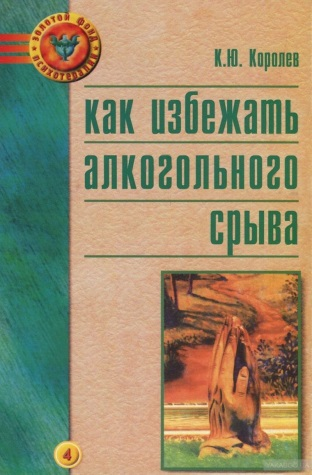 ЗОЛОТОЙ ФОНД
ПСИХОТЕРАПИИ
К.Ю. Королев
как избежать
алкогольного
срыва
4